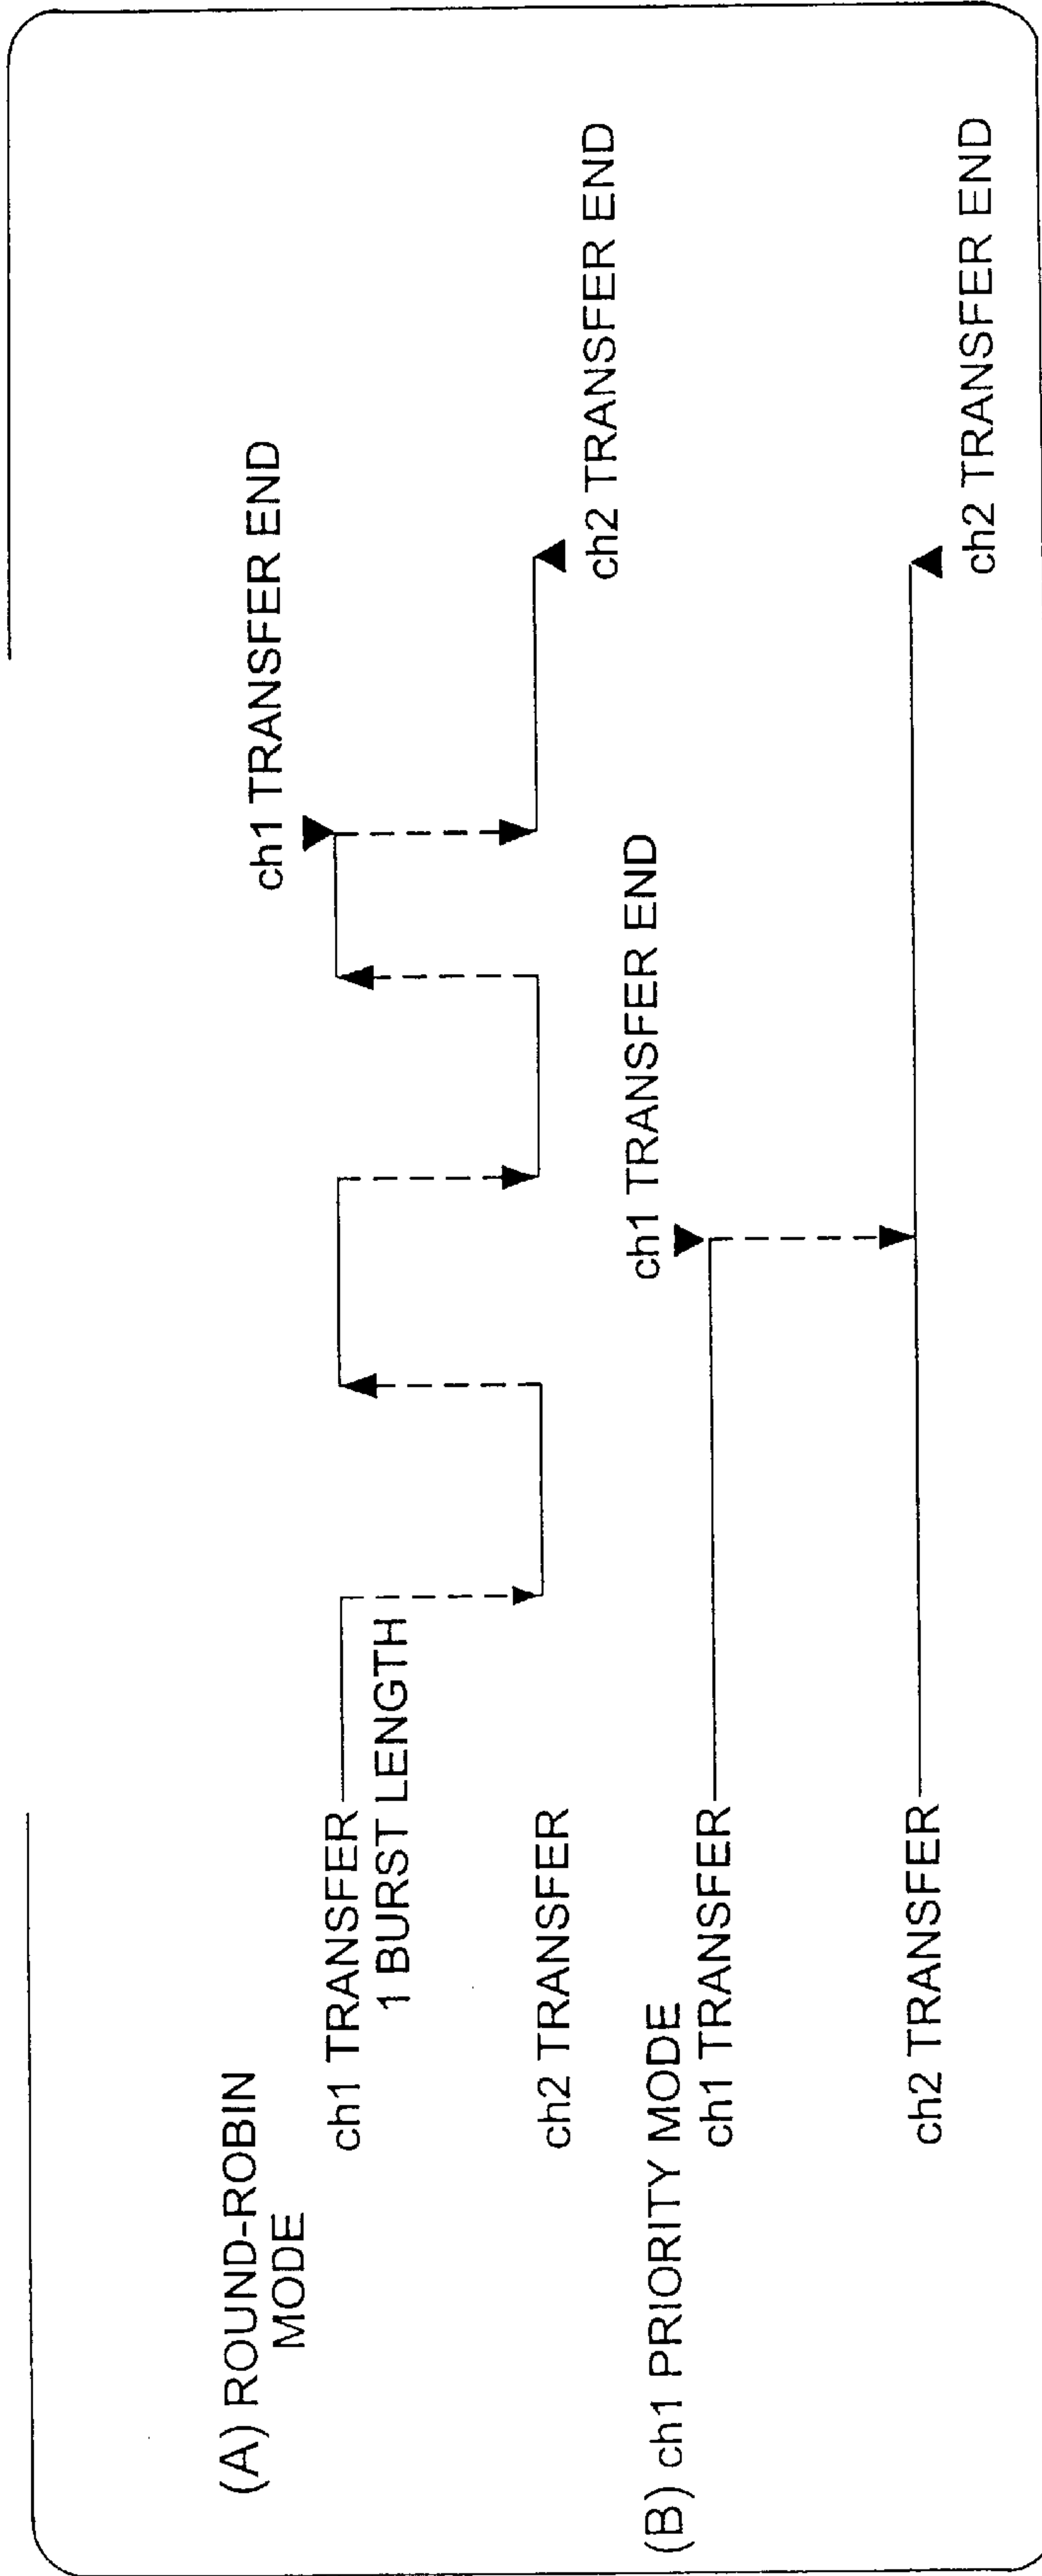 (A) ROUND-ROBIN
MODE
ch1 TRANSFER END
ch1 TRANSFER
1 BURST LENGTH
ch2 TRANSFER
ch2 TRANSFER END
(B) ch1 PRIORITY MODE
ch1 TRANSFER END
ch1 TRANSFER
ch2 TRANSFER
ch2 TRANSFER END